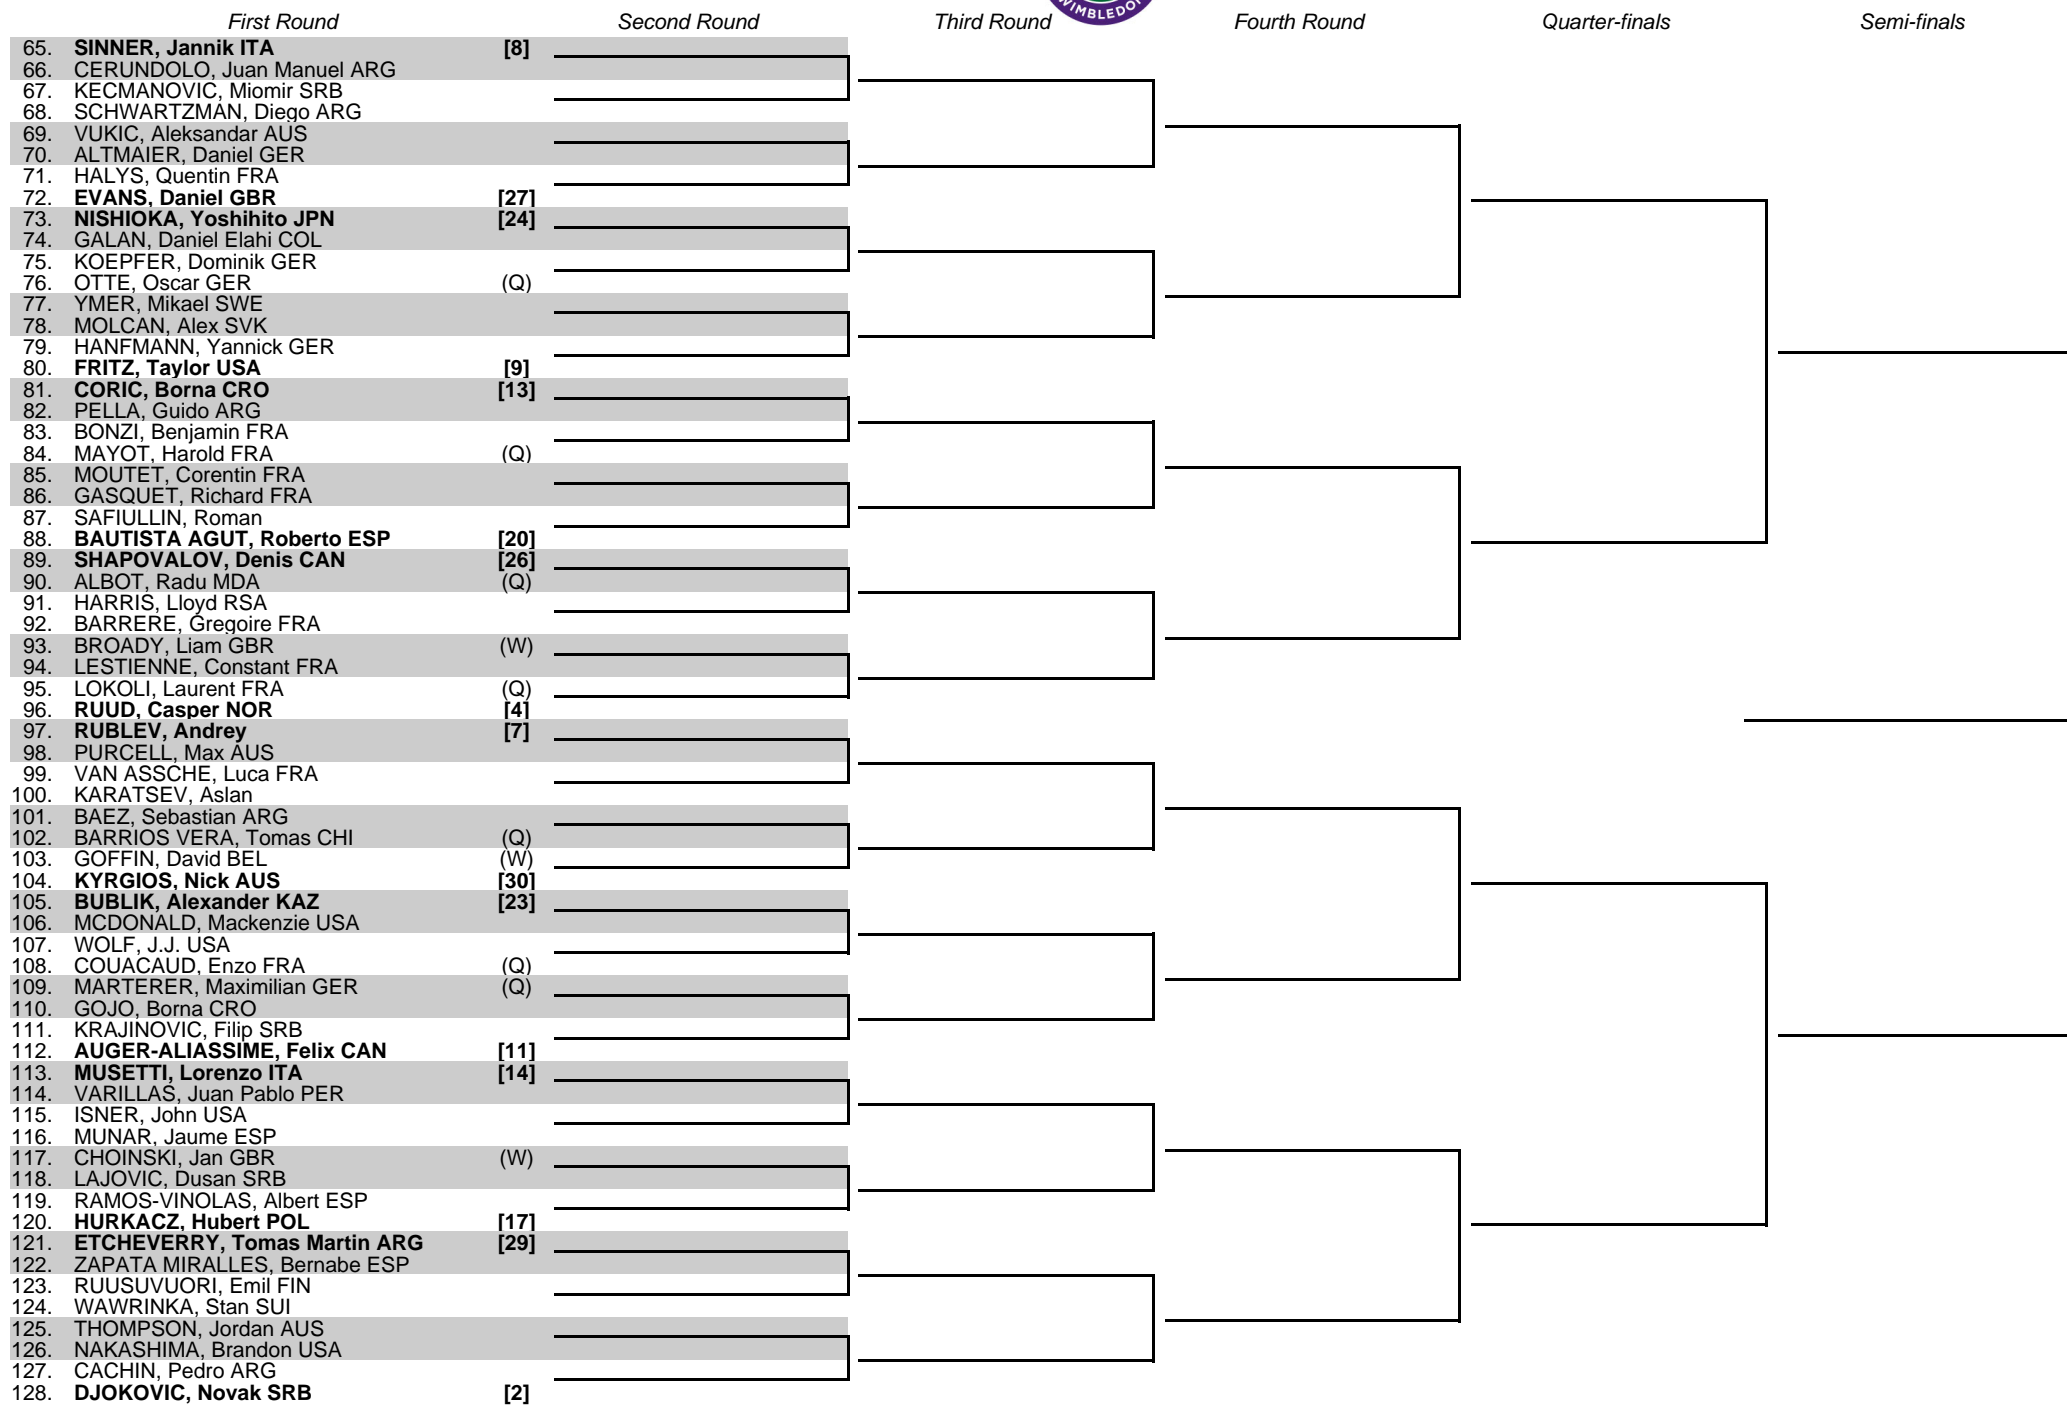 WIMBLEDON
First Round Second Round Third Round Fourth Round Quarter-finals Semi-finals
65. SINNER, Jannik ITA [8]
66. CERUNDOLO, Juan Manuel ARG
67. KECMANOVIC, Miomir SRB
68. SCHWARTZMAN, Diego ARG
69. VUKIC, Aleksandar AUS
70. ALTMAIER, Daniel GER
71. HALYS, Quentin FRA
72. EVANS, Daniel GBR [27]
73. NISHIOKA, Yoshihito JPN [24]
74. GALAN, Daniel Elahi COL
75. KOEPFER, Dominik GER
76. OTTE, Oscar GER (Q)
77. YMER, Mikael SWE
78. MOLCAN, Alex SVK
79. HANFMANN, Yannick GER
80. FRITZ, Taylor USA [9]
81. CORIC, Borna CRO [13]
82. PELLA, Guido ARG
83. BONZI, Benjamin FRA
84. MAYOT, Harold FRA (Q)
85. MOUTET, Corentin FRA
86. GASQUET, Richard FRA
87. SAFIULLIN, Roman
88. BAUTISTA AGUT, Roberto ESP [20]
89. SHAPOVALOV, Denis CAN [26]
90. ALBOT, Radu MDA (Q)
91. HARRIS, Lloyd RSA
92. BARRERE, Gregoire FRA
93. BROADY, Liam GBR (W)
94. LESTIENNE, Constant FRA
95. LOKOLI, Laurent FRA (Q)
96. RUUD, Casper NOR [4]
97. RUBLEV, Andrey [7]
98. PURCELL, Max AUS
99. VAN ASSCHE, Luca FRA
100. KARATSEV, Aslan
101. BAEZ, Sebastian ARG
102. BARRIOS VERA, Tomas CHI (Q)
103. GOFFIN, David BEL (W)
104. KYRGIOS, Nick AUS [30]
105. BUBLIK, Alexander KAZ [23]
106. MCDONALD, Mackenzie USA
107. WOLF, J.J. USA
108. COUACAUD, Enzo FRA (Q)
109. MARTERER, Maximilian GER (Q)
110. GOJO, Borna CRO
111. KRAJINOVIC, Filip SRB
112. AUGER-ALIASSIME, Felix CAN [11]
113. MUSETTI, Lorenzo ITA [14]
114. VARILLAS, Juan Pablo PER
115. ISNER, John USA
116. MUNAR, Jaume ESP
117. CHOINSKI, Jan GBR (W)
118. LAJOVIC, Dusan SRB
119. RAMOS-VINOLAS, Albert ESP
120. HURKACZ, Hubert POL [17]
121. ETCHEVERRY, Tomas Martin ARG [29]
122. ZAPATA MIRALLES, Bernabe ESP
123. RUUSUVUORI, Emil FIN
124. WAWRINKA, Stan SUI
125. THOMPSON, Jordan AUS
126. NAKASHIMA, Brandon USA
127. CACHIN, Pedro ARG
128. DJOKOVIC, Novak SRB [2]